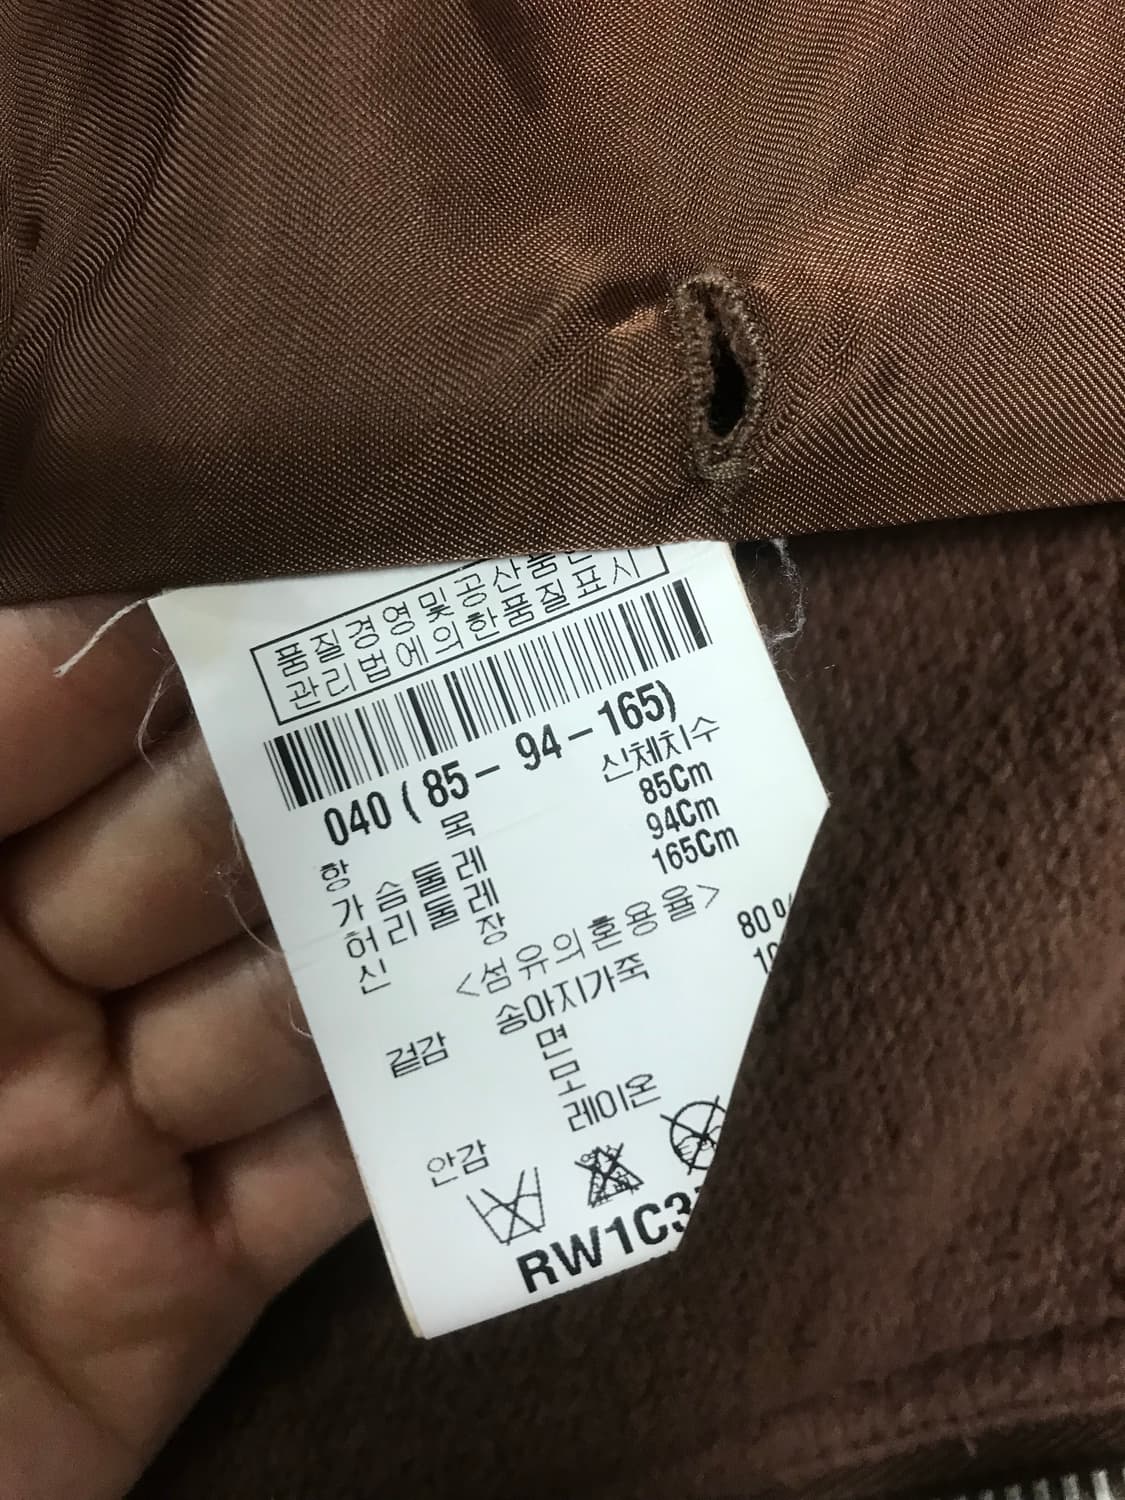 품질경영및공산품안
관리법에의한품질표시
040 ( 85 - 94 - 165)
항 목 신체치수
가슴둘레 85Cm
허리둘레 94Cm
신 장 165Cm
<섬유의혼용율>
겉감 송아지가죽 80%
면
모
안감 레이온
RW1C3